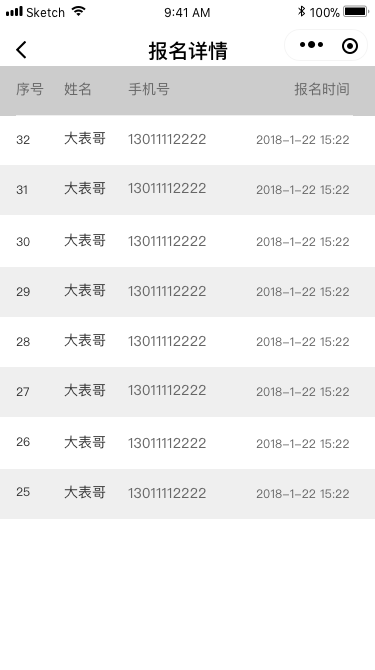 Sketch 9:41 AM 100%
报名详情
序号 姓名 手机号 报名时间
32 大表哥 13011112222 2018-1-22 15:22
31 大表哥 13011112222 2018-1-22 15:22
30 大表哥 13011112222 2018-1-22 15:22
29 大表哥 13011112222 2018-1-22 15:22
28 大表哥 13011112222 2018-1-22 15:22
27 大表哥 13011112222 2018-1-22 15:22
26 大表哥 13011112222 2018-1-22 15:22
25 大表哥 13011112222 2018-1-22 15:22